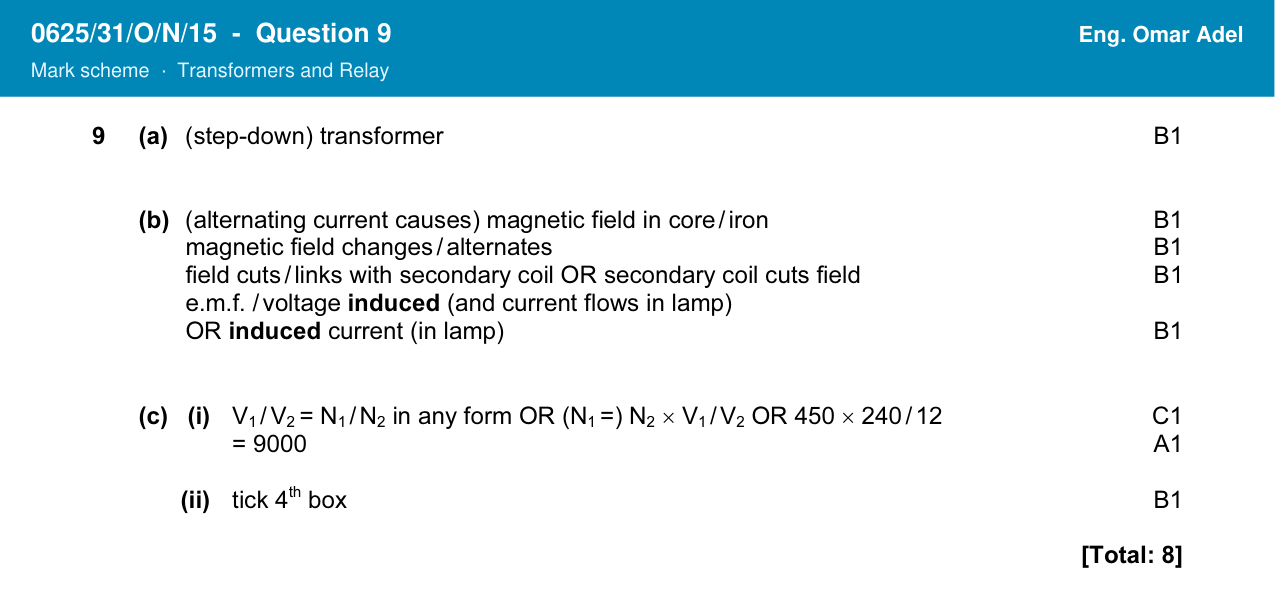 0625/31/O/N/15 - Question 9 Eng. Omar Adel
Mark scheme · Transformers and Relay
9 (a) (step-down) transformer B1
(b) (alternating current causes) magnetic field in core/iron B1
magnetic field changes/alternates B1
field cuts/links with secondary coil OR secondary coil cuts field B1
e.m.f. /voltage induced (and current flows in lamp)
OR induced current (in lamp) B1
(c) (i) V₁/V₂ = N₁/N₂ in any form OR (N₁ =) N₂ × V₁/V₂ OR 450 × 240/12 C1
= 9000 A1
(ii) tick 4th box B1
[Total: 8]